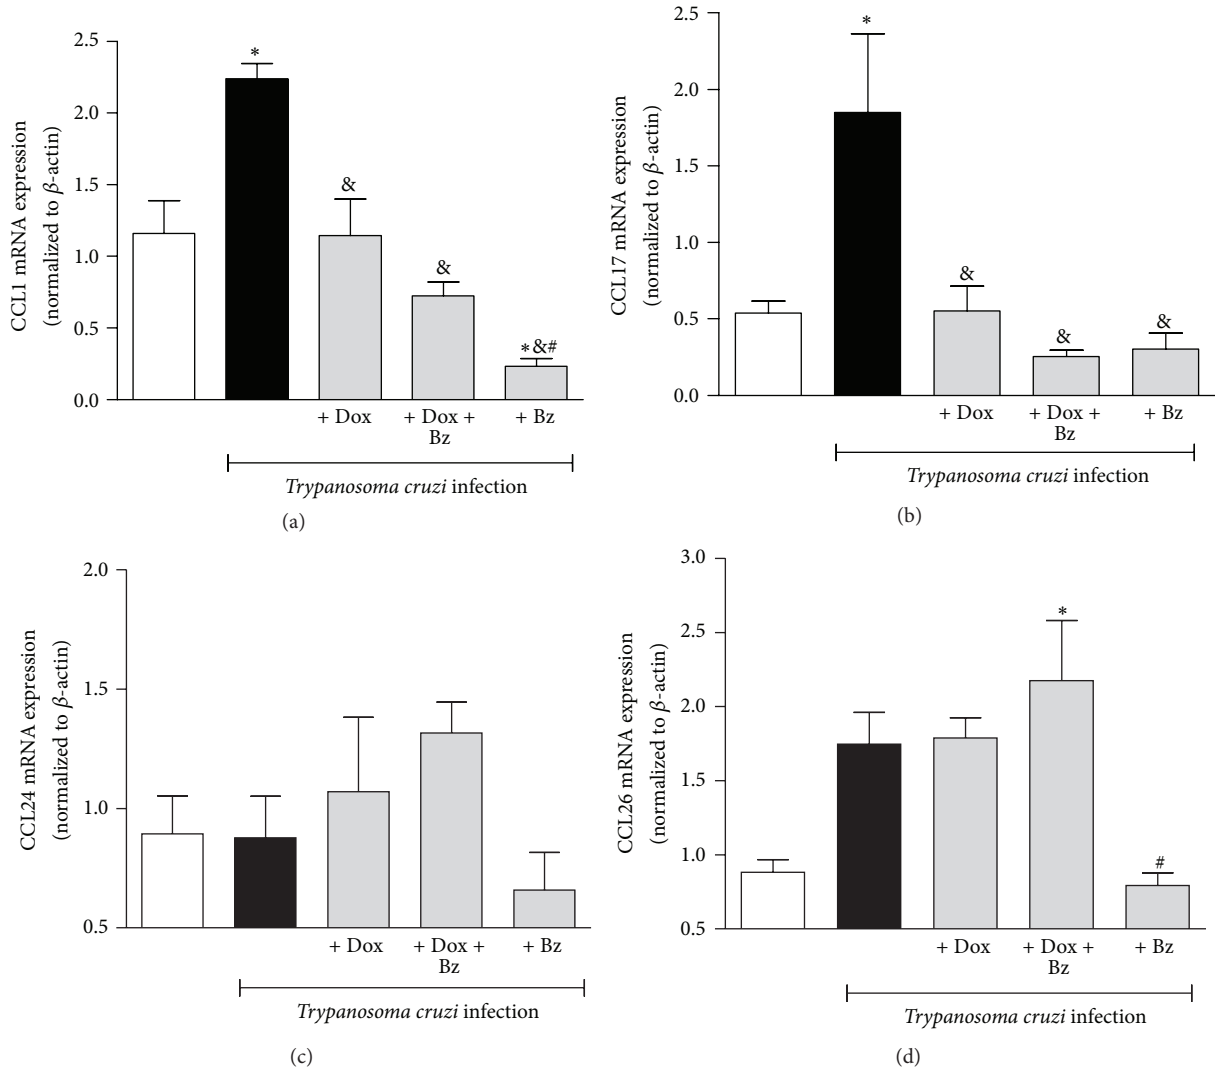 CCL1 mRNA expression
(normalized to β-actin)
2.5
2.0
1.5
1.0
0.5
0.0
*
&
&
*&#
+ Dox
+ Dox +
Bz
+ Bz
Trypanosoma cruzi infection
(a)
CCL17 mRNA expression
(normalized to β-actin)
2.5
2.0
1.5
1.0
0.5
0.0
*
&
&
&
+ Dox
+ Dox +
Bz
+ Bz
Trypanosoma cruzi infection
(b)
CCL24 mRNA expression
(normalized to β-actin)
2.0
1.5
1.0
0.5
+ Dox
+ Dox +
Bz
+ Bz
Trypanosoma cruzi infection
(c)
CCL26 mRNA expression
(normalized to β-actin)
3.0
2.5
2.0
1.5
1.0
0.5
*
#
+ Dox
+ Dox +
Bz
+ Bz
Trypanosoma cruzi infection
(d)